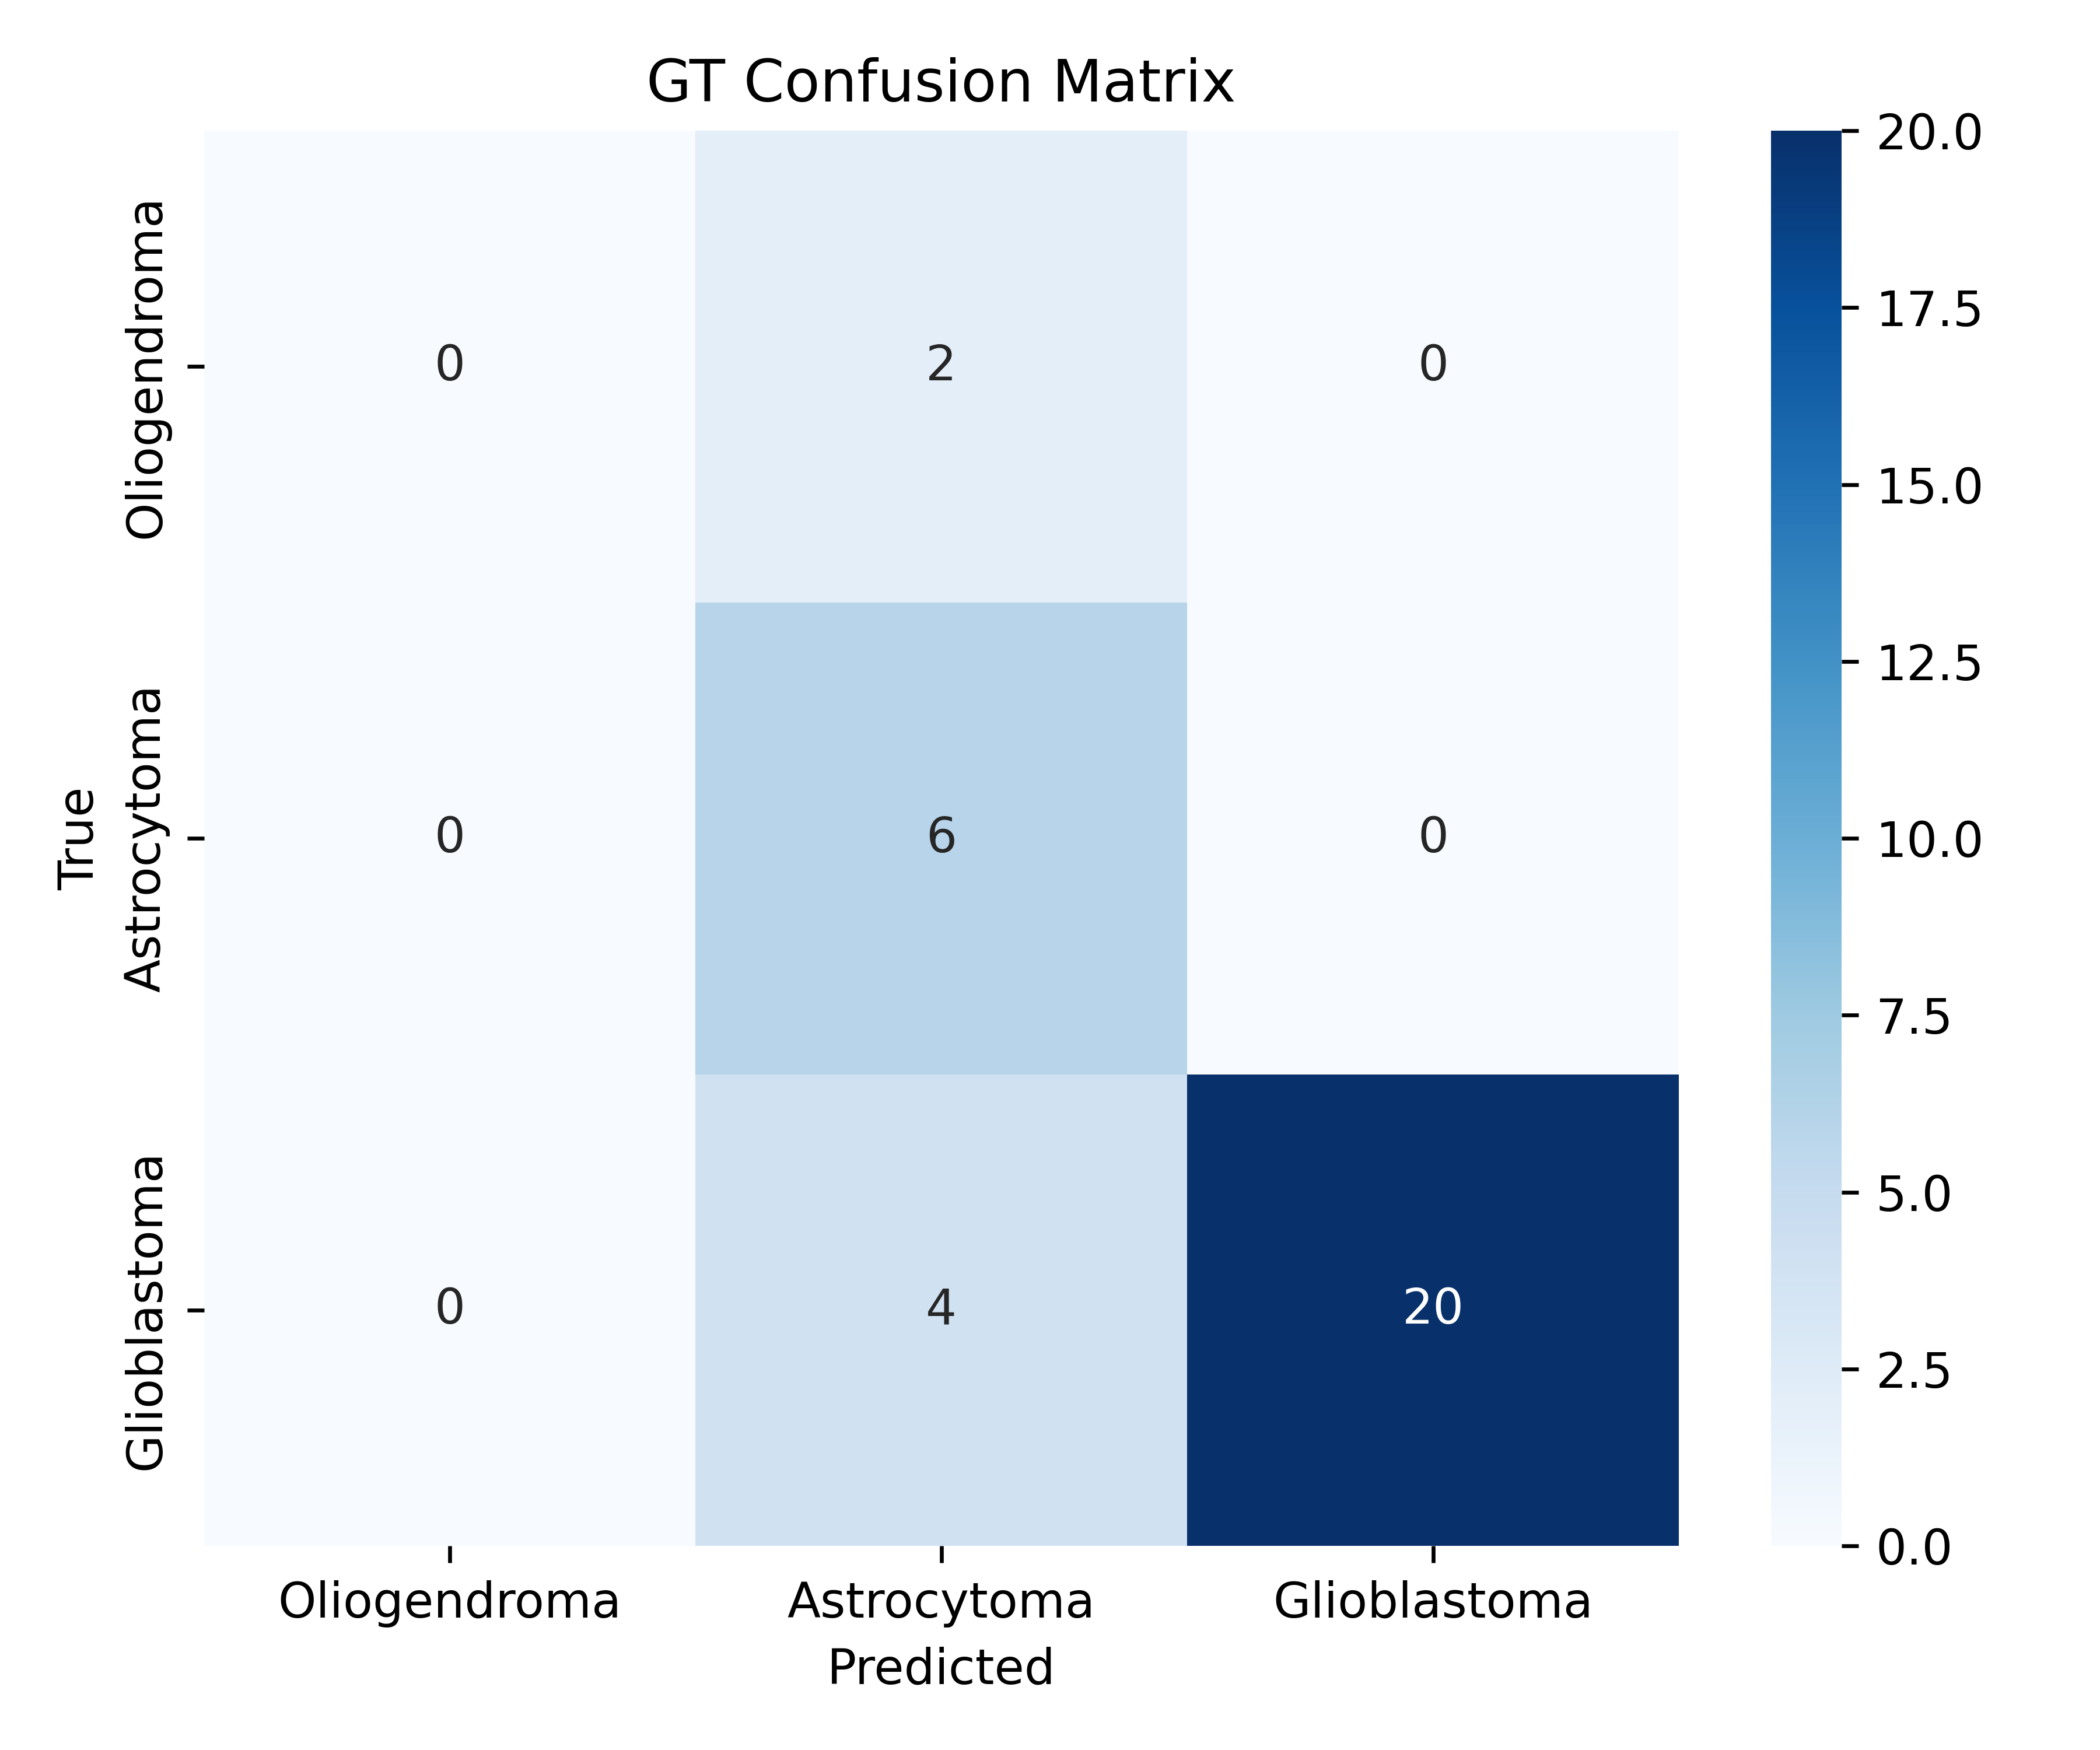 GT Confusion Matrix
True
Oliogendroma
0 2 0
Astrocytoma
0 6 0
Glioblastoma
0 4 20
Oliogendroma Astrocytoma Glioblastoma
Predicted
20.0
17.5
15.0
12.5
10.0
7.5
5.0
2.5
0.0